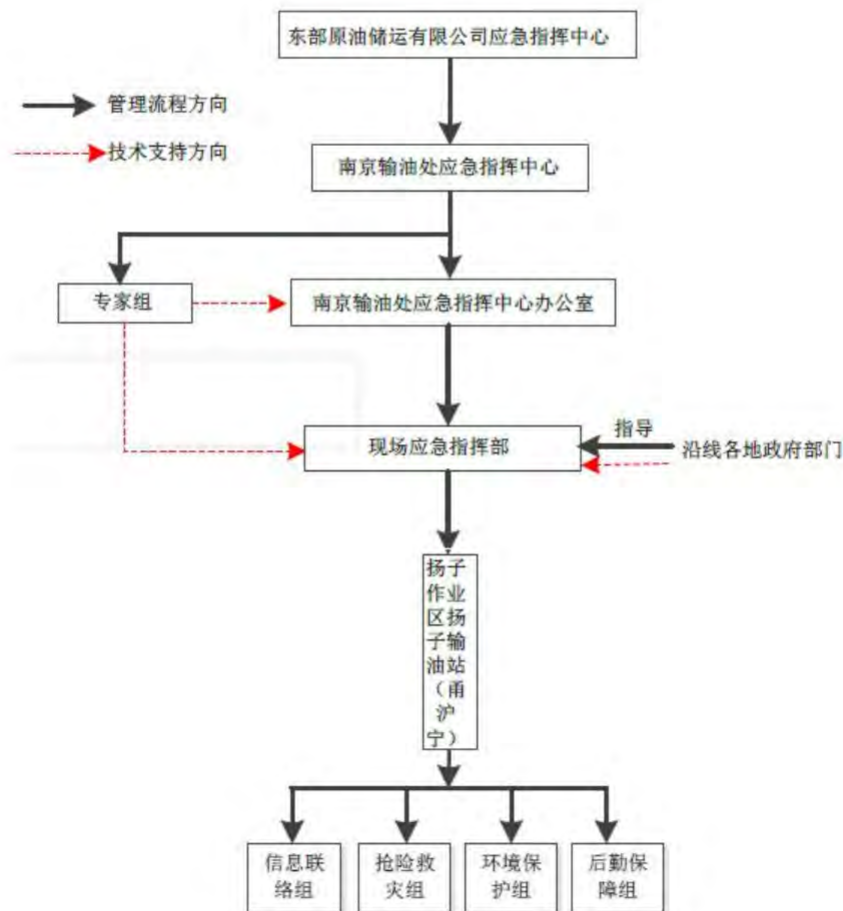 东部原油储运有限公司应急指挥中心
管理流程方向
技术支持方向
南京输油处应急指挥中心
专家组
南京输油处应急指挥中心办公室
现场应急指挥部
指导
沿线各地政府部门
扬子
作业
区扬
子输
油站
（甬
沪
宁）
信息联
络组
抢险救
灾组
环境保
护组
后勤保
障组